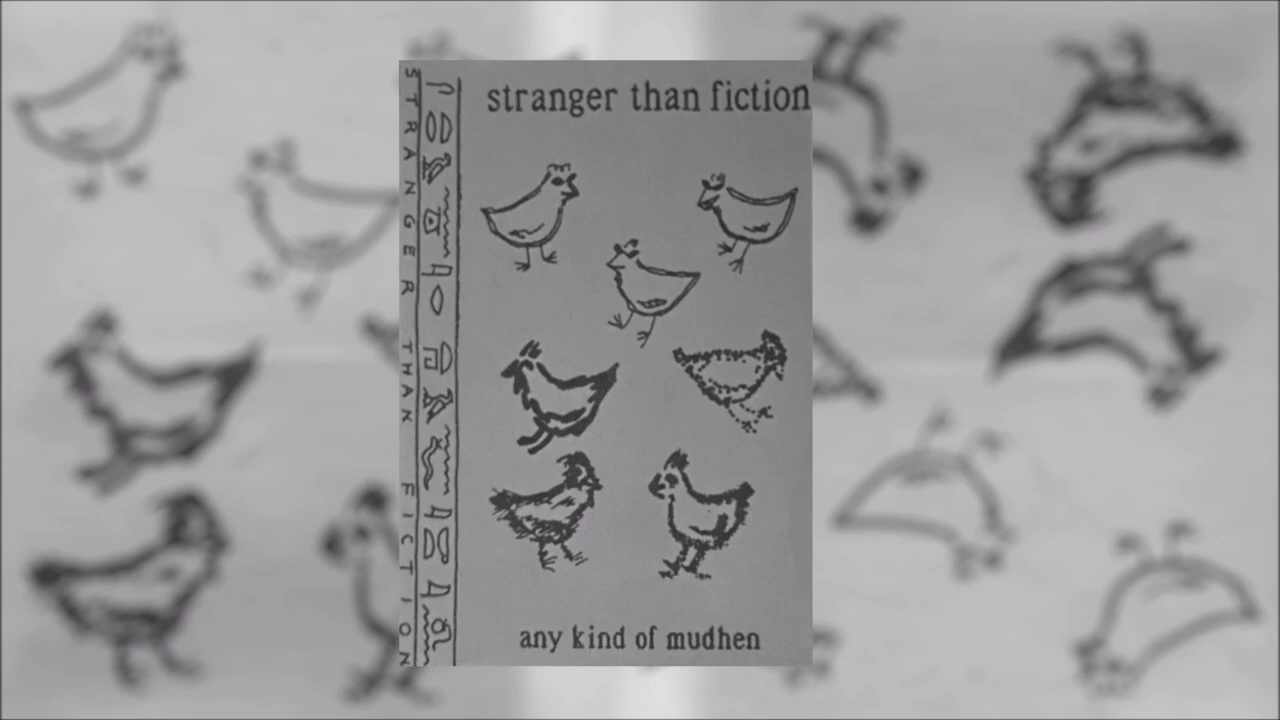 stranger than fiction
STRANGER THAN FICTION
any kind of mudhen